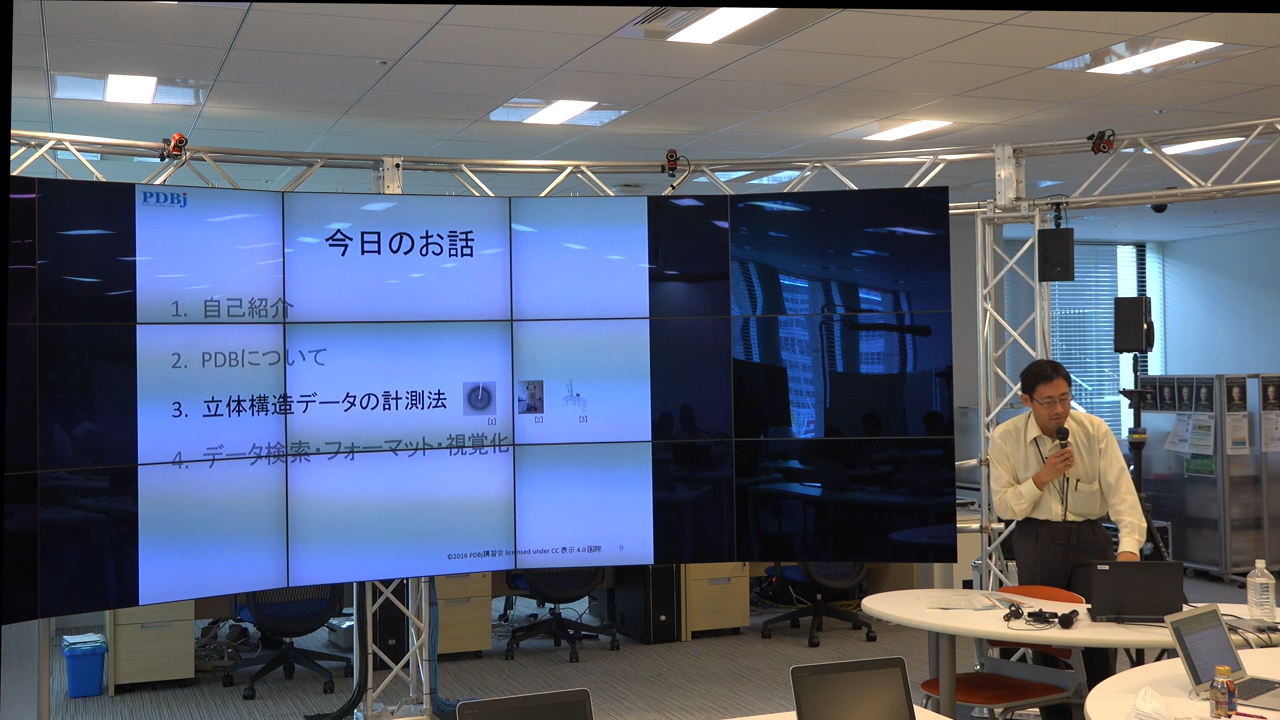 PDBj
今日のお話
1. 自己紹介
2. PDBについて
3. 立体構造データの計測法
[1] [2] [3]
4. データ検索・フォーマット・視覚化
©2016 PDBj講習会 licensed under CC 表示 4.0 国際 9